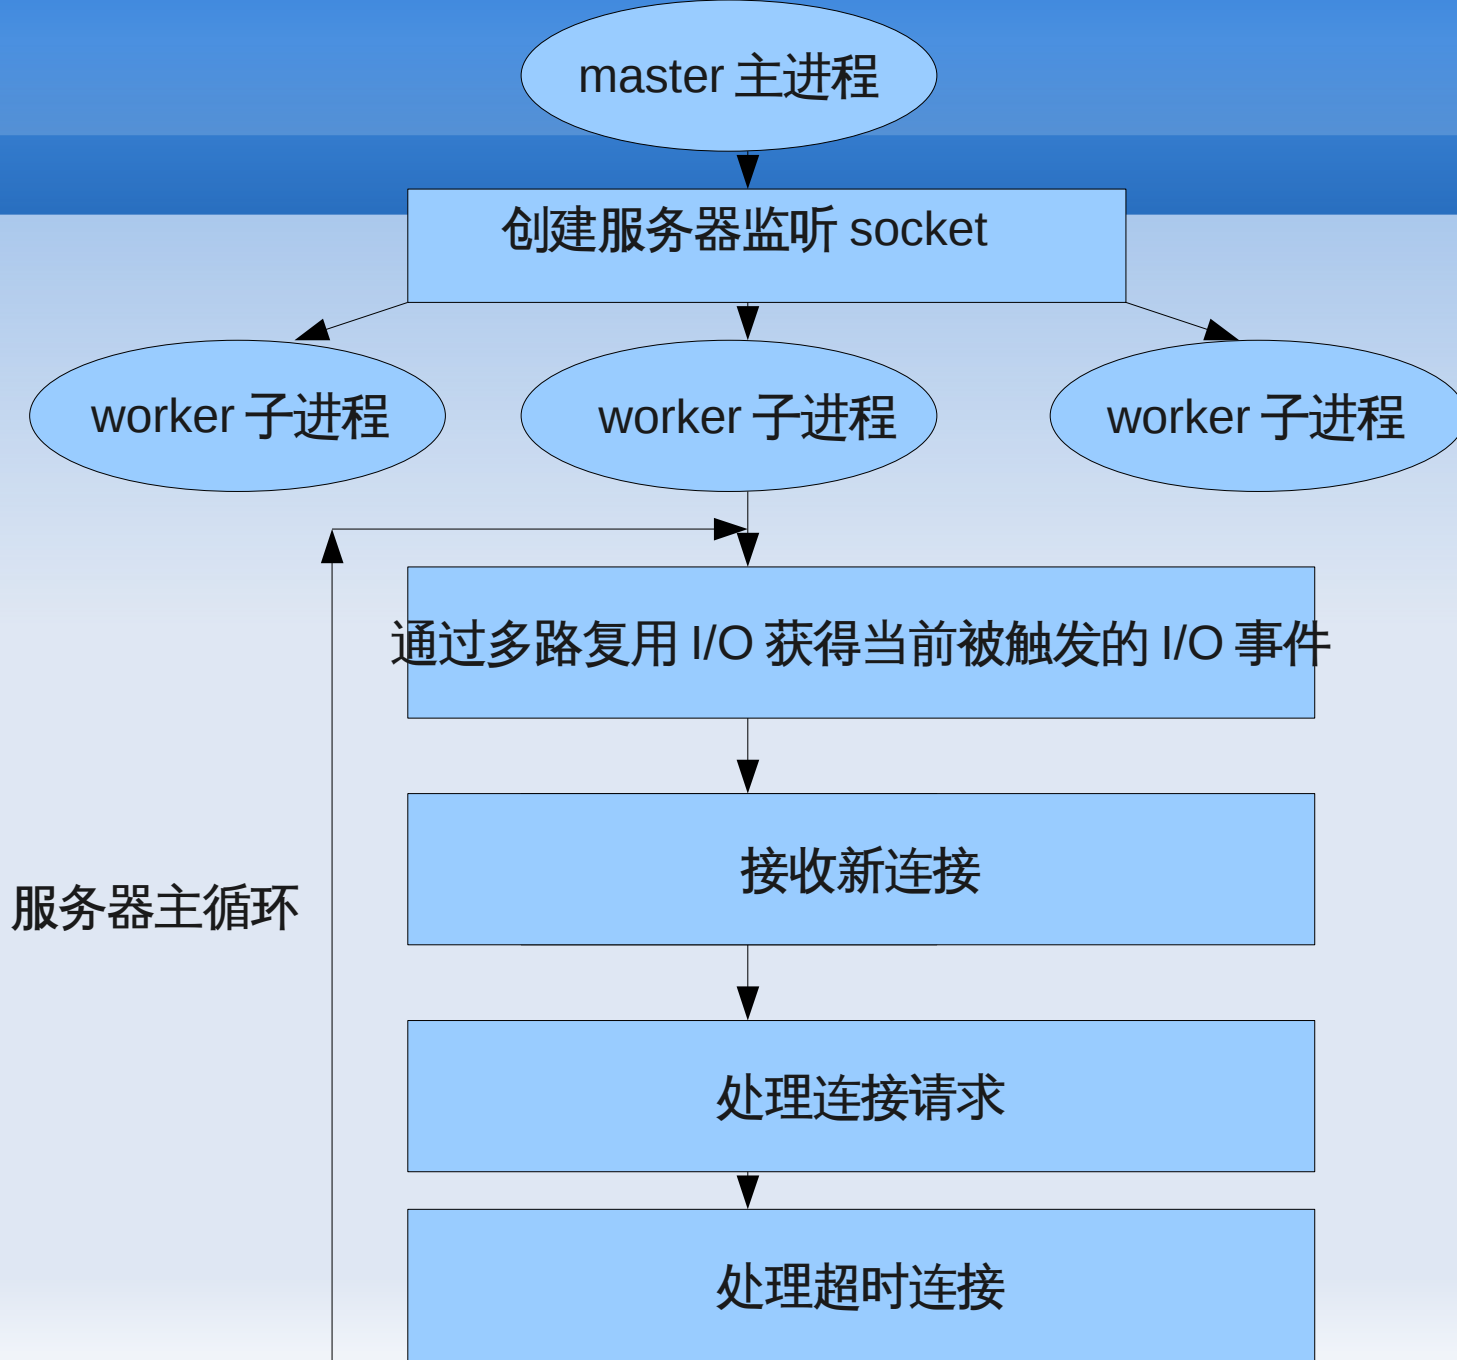 master 主进程
创建服务器监听 socket
worker 子进程
worker 子进程
worker 子进程
通过多路复用 I/O 获得当前被触发的 I/O 事件
接收新连接
服务器主循环
处理连接请求
处理超时连接